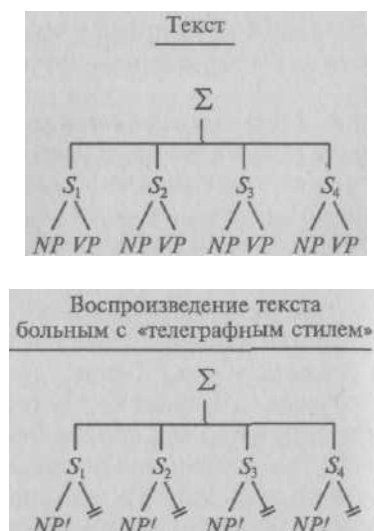 Текст
Σ
S₁ S₂ S₃ S₄
NP VP NP VP NP VP NP VP
Воспроизведение текста
больным с «телеграфным стилем»
Σ
S₁ S₂ S₃ S₄
NP! NP! NP! NP!